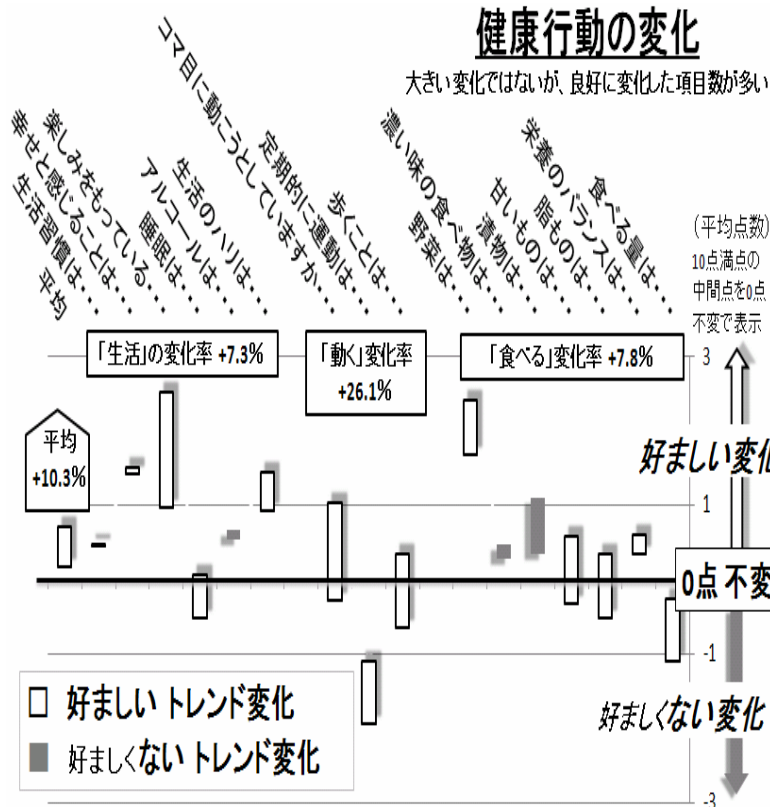 健康行動の変化
大きい変化ではないが、良好に変化した項目数が多い
平均
生活習慣は・・・
幸せと感じることは・・・
楽しみをもっている・・・
睡眠は・・・
アルコールは・・・
生活のハリは・・・
コマ目に動こうとしていますか・・・
定期的に運動は・・・
歩くことは・・・
野菜は・・・
濃い味の食べ物は・・・
漬物は・・・
甘いものは・・・
脂ものは・・・
栄養のバランスは・・・
食べる量は・・・
(平均点数)
10点満点の
中間点を0点
不変で表示
「生活」の変化率 +7.3%
「動く」変化率
+26.1%
「食べる」変化率 +7.8%
平均
+10.3%
3
好ましい変化
1
0点 不変
-1
好ましくない変化
-3
□ 好ましい トレンド変化
■ 好ましくない トレンド変化